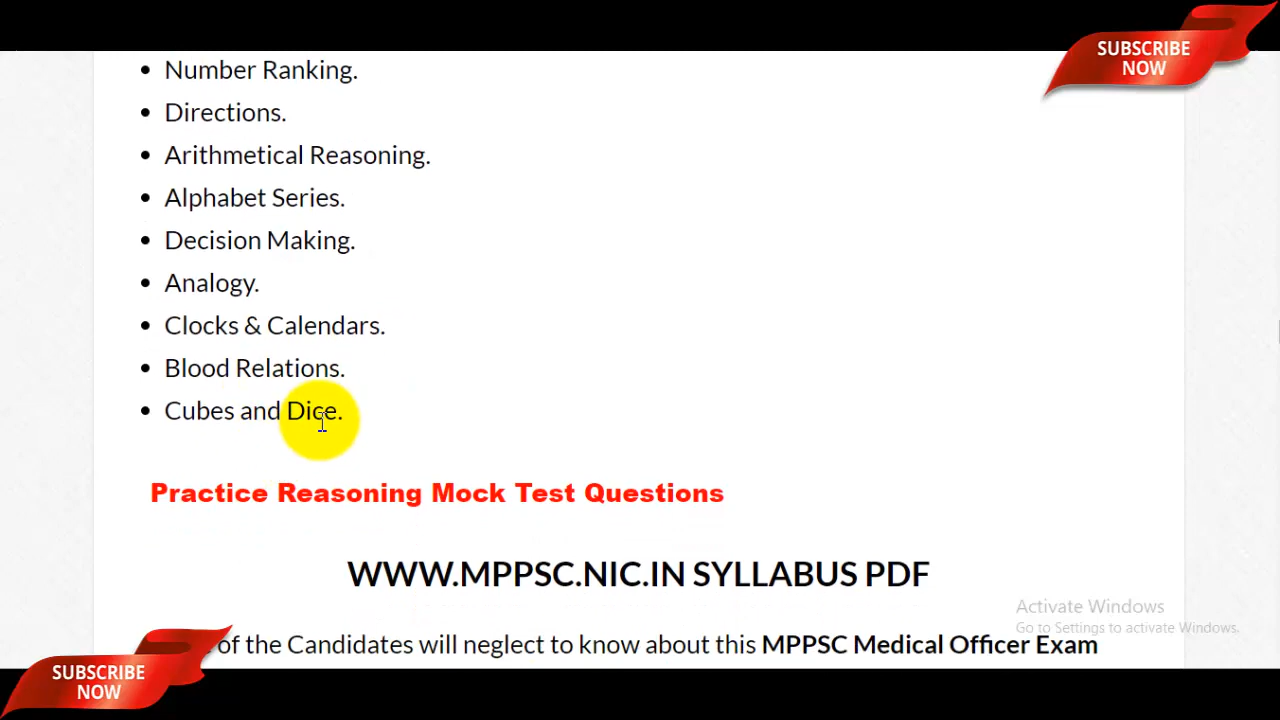 SUBSCRIBE
NOW
Number Ranking.
Directions.
Arithmetical Reasoning.
Alphabet Series.
Decision Making.
Analogy.
Clocks & Calendars.
Blood Relations.
Cubes and Dice.
Practice Reasoning Mock Test Questions
WWW.MPPSC.NIC.IN SYLLABUS PDF
Activate Windows
Go to Settings to activate Windows.
of the Candidates will neglect to know about this MPPSC Medical Officer Exam
SUBSCRIBE
NOW